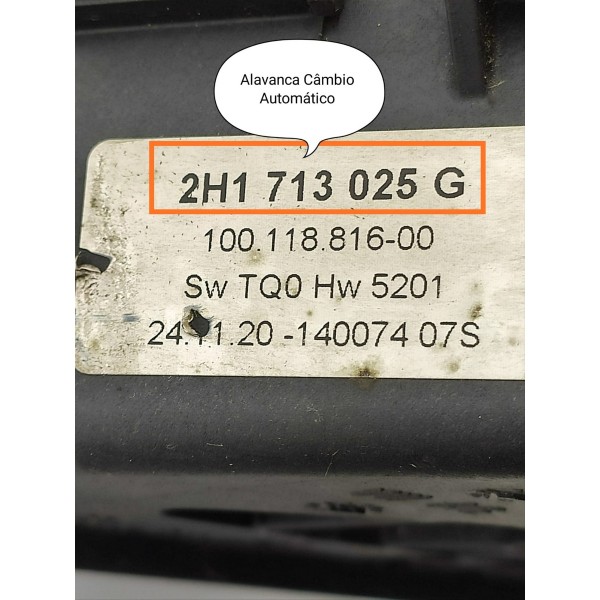 Alavanca Câmbio
Automático
2H1 713 025 G
100.118.816-00
Sw TQ0 Hw 5201
24.11.20 -140074 07S